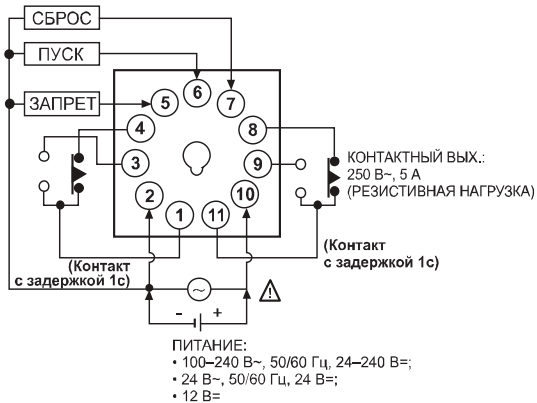 СБРОС
ПУСК
ЗАПРЕТ
6
5
7
4
8
3
9
2
10
1
11
КОНТАКТНЫЙ ВЫХ.:
250 В~, 5 А
(РЕЗИСТИВНАЯ НАГРУЗКА)
(Контакт
с задержкой 1с)
(Контакт
с задержкой 1с)
~
!
- +
ПИТАНИЕ:
• 100–240 В~, 50/60 Гц, 24–240 В=;
• 24 В~, 50/60 Гц, 24 В=;
• 12 В=